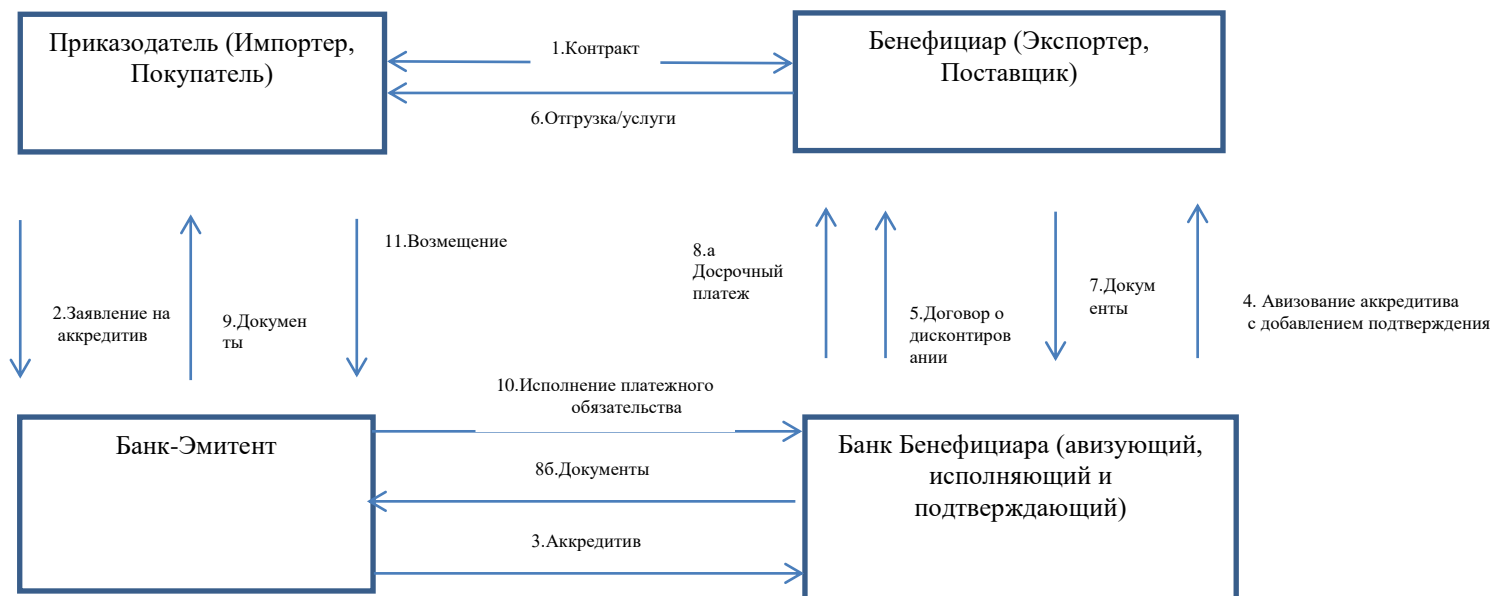 Приказодатель (Импортер,
Покупатель)
1.Контракт
Бенефициар (Экспортер,
Поставщик)
6.Отгрузка/услуги
2.Заявление на
аккредитив
9.Докумен
ты
11.Возмещение
8.а
Досрочный
платеж
5.Договор о
дисконтиров
ании
7.Докум
енты
4. Авизование аккредитива
с добавлением подтверждения
10.Исполнение платежного
обязательства
Банк-Эмитент
8б.Документы
3.Аккредитив
Банк Бенефициара (авизующий,
исполняющий и
подтверждающий)